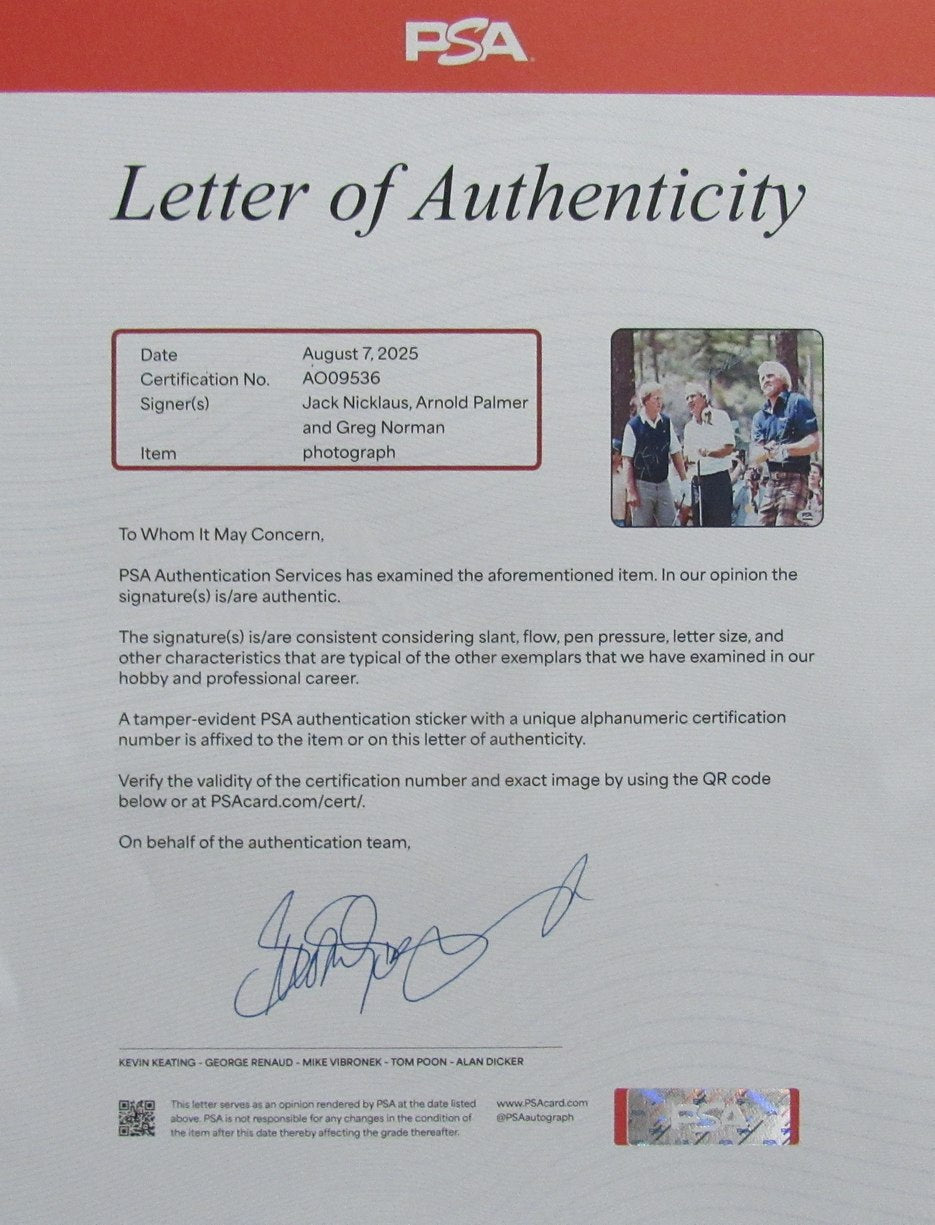 PSA
Letter of Authenticity
Date August 7, 2025
Certification No. AO09536
Signer(s) Jack Nicklaus, Arnold Palmer
and Greg Norman
Item photograph
To Whom It May Concern,
PSA Authentication Services has examined the aforementioned item. In our opinion the
signature(s) is/are authentic.
The signature(s) is/are consistent considering slant, flow, pen pressure, letter size, and
other characteristics that are typical of the other exemplars that we have examined in our
hobby and professional career.
A tamper-evident PSA authentication sticker with a unique alphanumeric certification
number is affixed to the item or on this letter of authenticity.
Verify the validity of the certification number and exact image by using the QR code
below or at PSAcard.com/cert/.
On behalf of the authentication team,
KEVIN KEATING - GEORGE RENAUD - MIKE VIBRONEK - TOM POON - ALAN DICKER
This letter serves as an opinion rendered by PSA at the date listed
above. PSA is not responsible for any changes in the condition of
the item after this date thereby affecting the grade thereafter.
www.PSAcard.com
@PSAautograph
PSA